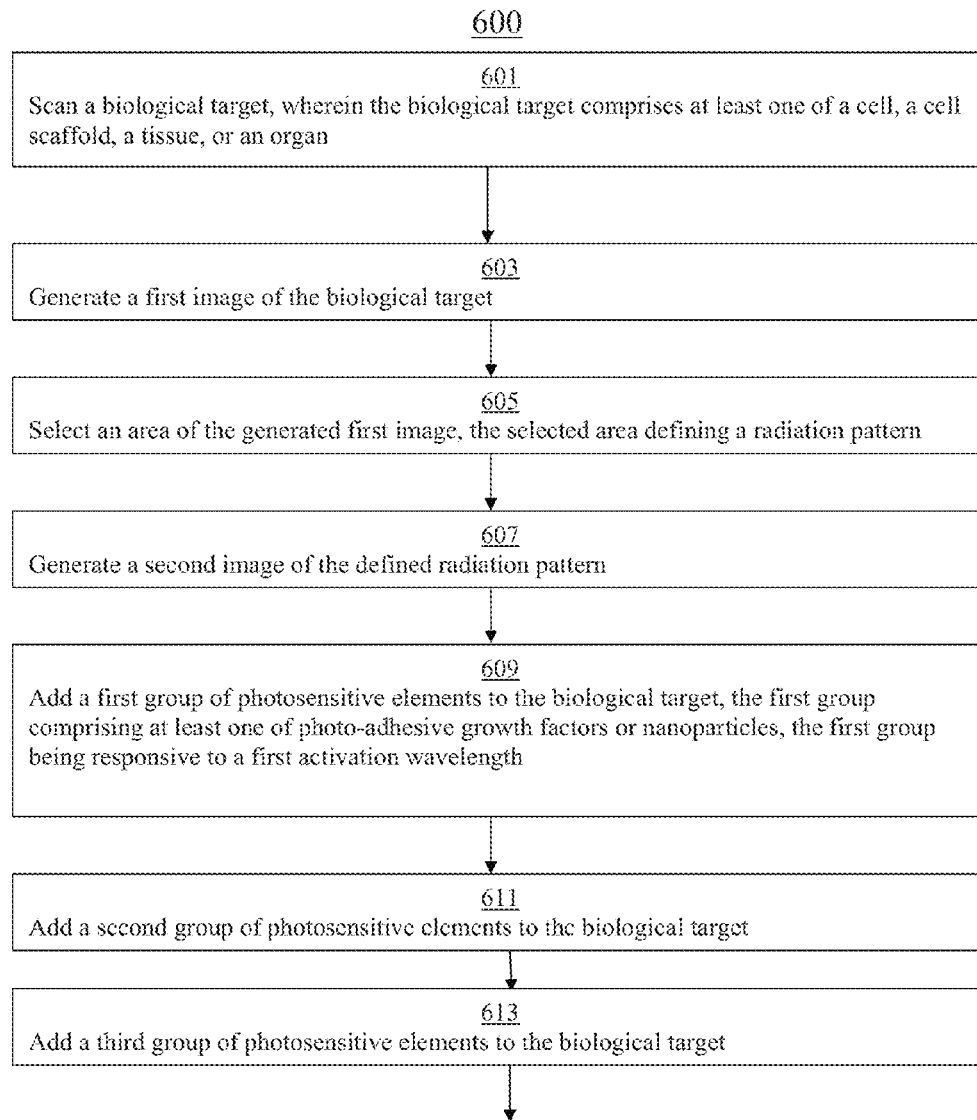 600
601
Scan a biological target, wherein the biological target comprises at least one of a cell, a cell
scaffold, a tissue, or an organ
603
Generate a first image of the biological target
605
Select an area of the generated first image, the selected area defining a radiation pattern
607
Generate a second image of the defined radiation pattern
609
Add a first group of photosensitive elements to the biological target, the first group
comprising at least one of photo-adhesive growth factors or nanoparticles, the first group
being responsive to a first activation wavelength
611
Add a second group of photosensitive elements to the biological target
613
Add a third group of photosensitive elements to the biological target